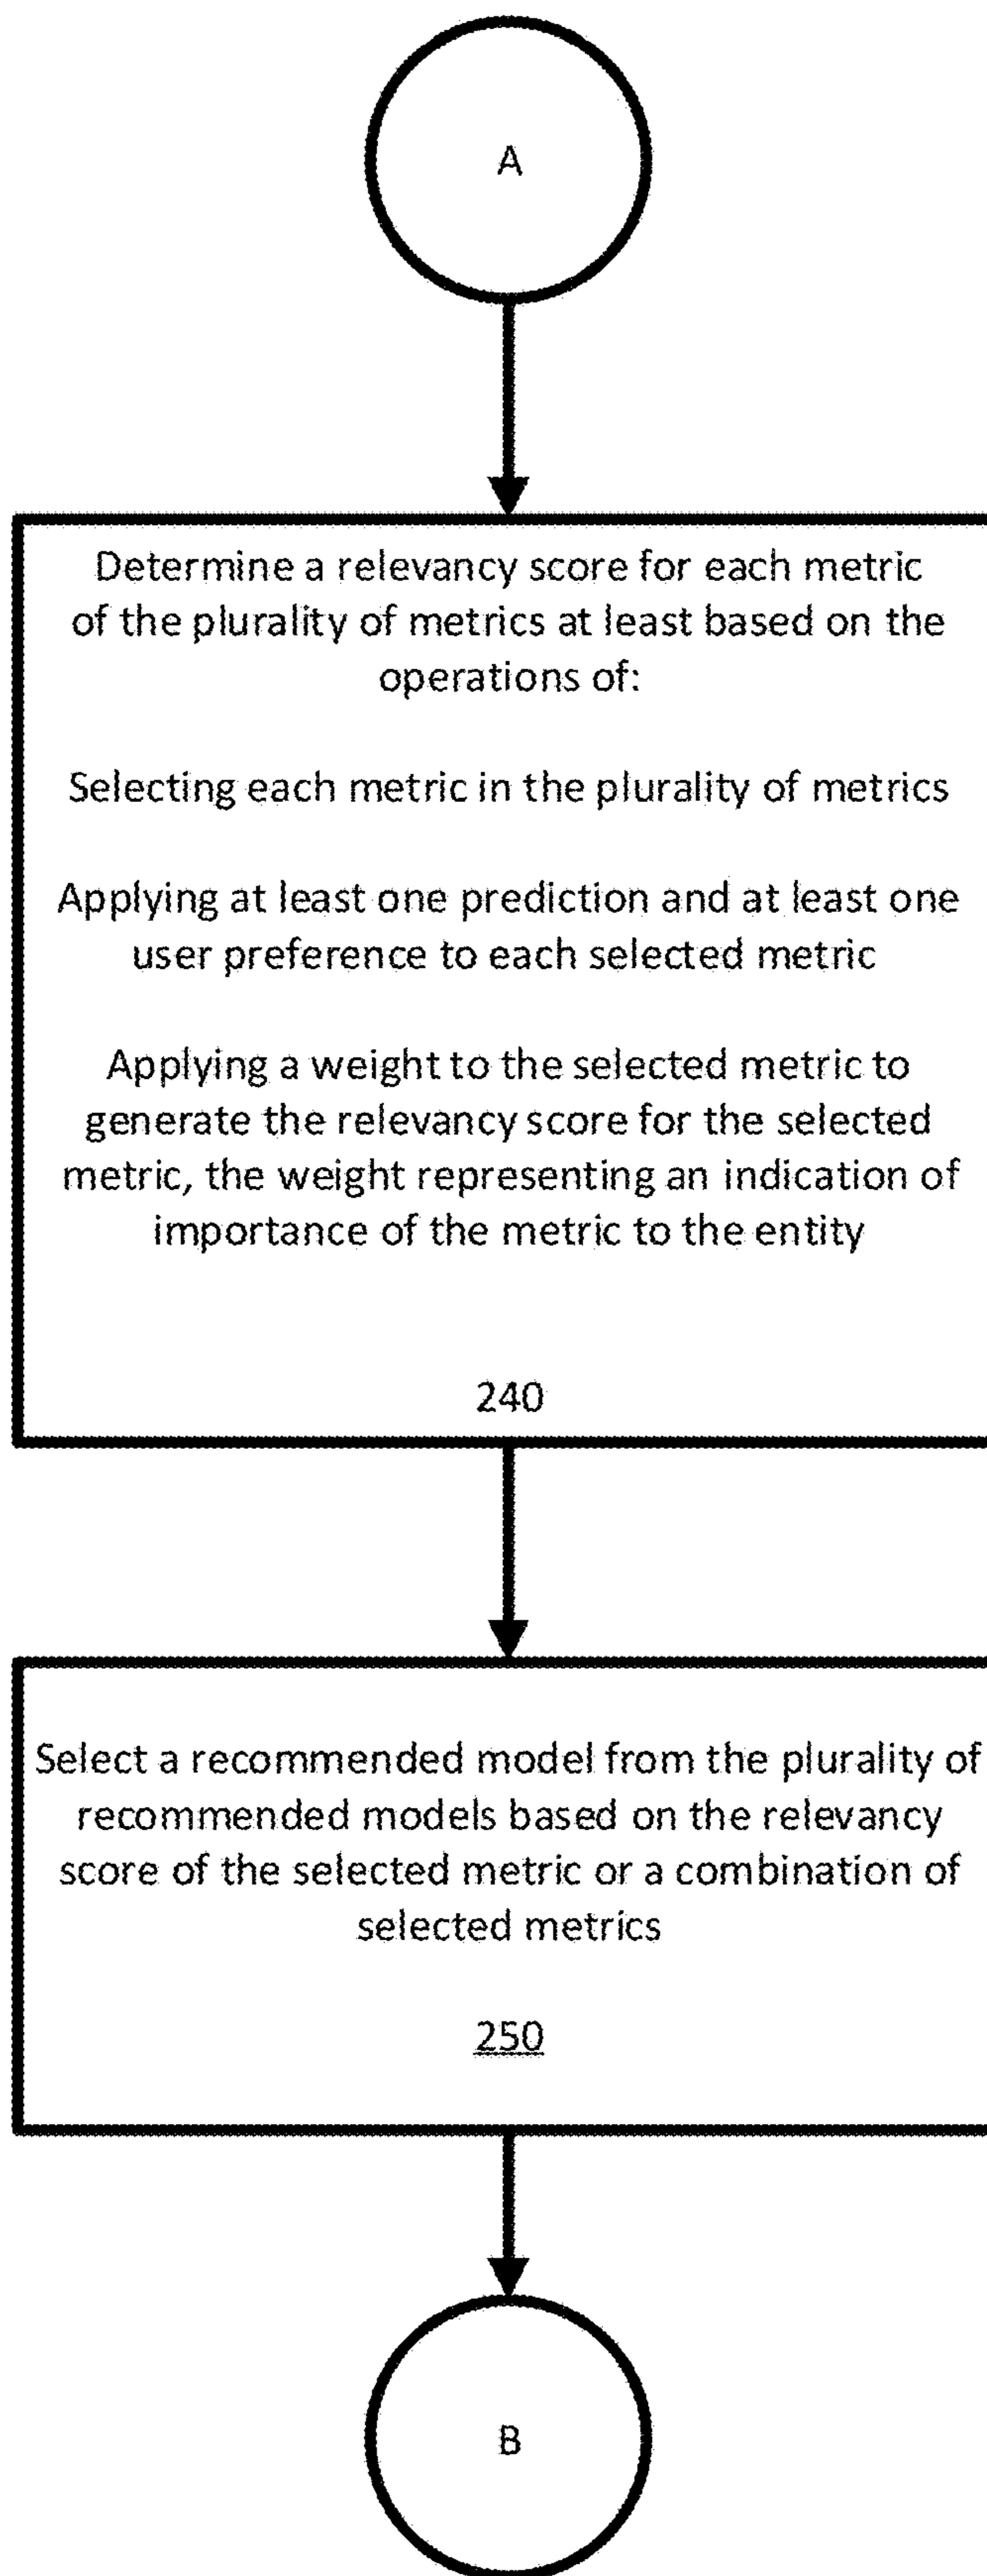 A
Determine a relevancy score for each metric
of the plurality of metrics at least based on the
operations of:
Selecting each metric in the plurality of metrics
Applying at least one prediction and at least one
user preference to each selected metric
Applying a weight to the selected metric to
generate the relevancy score for the selected
metric, the weight representing an indication of
importance of the metric to the entity
240
Select a recommended model from the plurality of
recommended models based on the relevancy
score of the selected metric or a combination of
selected metrics
250
B